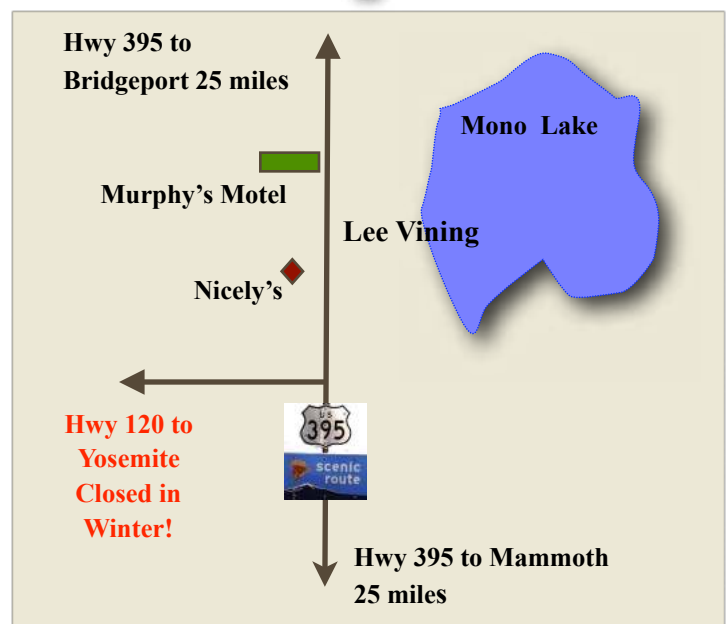 Hwy 395 to
Bridgeport 25 miles
Mono Lake
Murphy's Motel
Lee Vining
Nicely's
Hwy 120 to
Yosemite
Closed in
Winter!
U S
395
scenic
route
Hwy 395 to Mammoth
25 miles